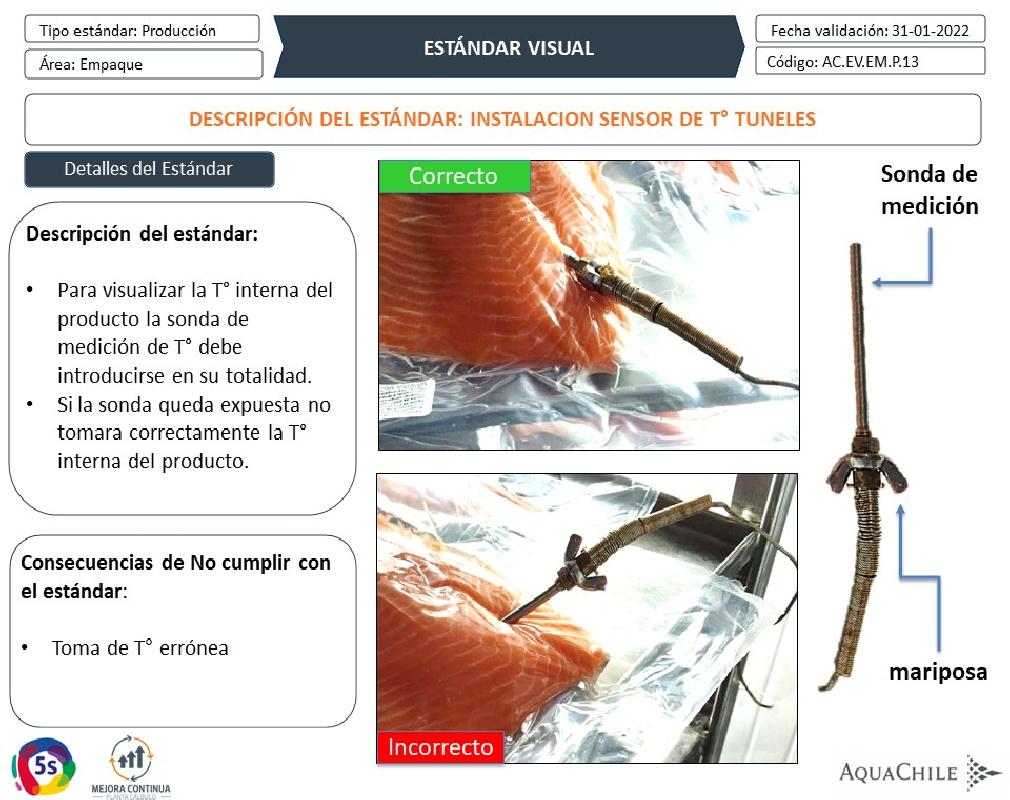 Tipo estándar: Producción
Área: Empaque
ESTÁNDAR VISUAL
Fecha validación: 31-01-2022
Código: AC.EV.EM.P.13
DESCRIPCIÓN DEL ESTÁNDAR: INSTALACION SENSOR DE T° TUNELES
Detalles del Estándar
Descripción del estándar:
• Para visualizar la T° interna del
producto la sonda de
medición de T° debe
introducirse en su totalidad.
• Si la sonda queda expuesta no
tomara correctamente la T°
interna del producto.
Consecuencias de No cumplir con
el estándar:
• Toma de T° errónea
Correcto
Incorrecto
Sonda de
medición
mariposa
5s
MEJORA CONTINUA
PLANTA CALBUCO
AQUACHILE